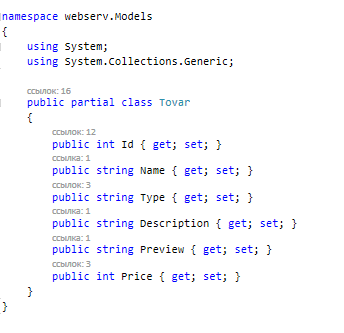 namespace webserv.Models
{
using System;
using System.Collections.Generic;
ссылок: 16
public partial class Tovar
{
ссылок: 12
public int Id { get; set; }
ссылка: 1
public string Name { get; set; }
ссылок: 3
public string Type { get; set; }
ссылка: 1
public string Description { get; set; }
ссылка: 1
public string Preview { get; set; }
ссылок: 3
public int Price { get; set; }
}
}